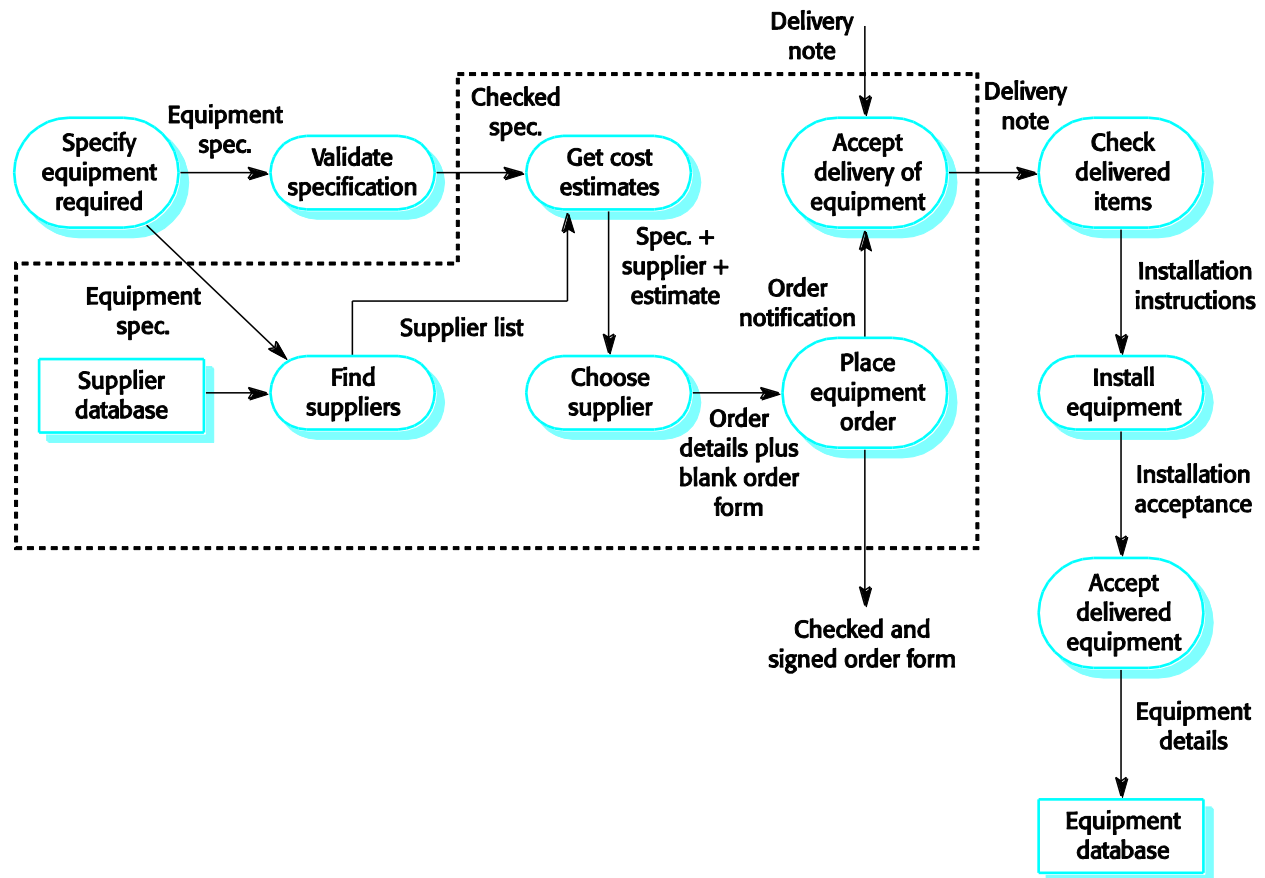 Delivery
note
Equipment
spec.
Checked
spec.
Delivery
note
Specify
equipment
required
Validate
specification
Get cost
estimates
Accept
delivery of
equipment
Check
delivered
items
Equipment
spec.
Supplier list
Spec. +
supplier +
estimate
Order
notification
Installation
instructions
Supplier
database
Find
suppliers
Choose
supplier
Order
details plus
blank order
form
Place
equipment
order
Install
equipment
Installation
acceptance
Checked and
signed order form
Accept
delivered
equipment
Equipment
details
Equipment
database